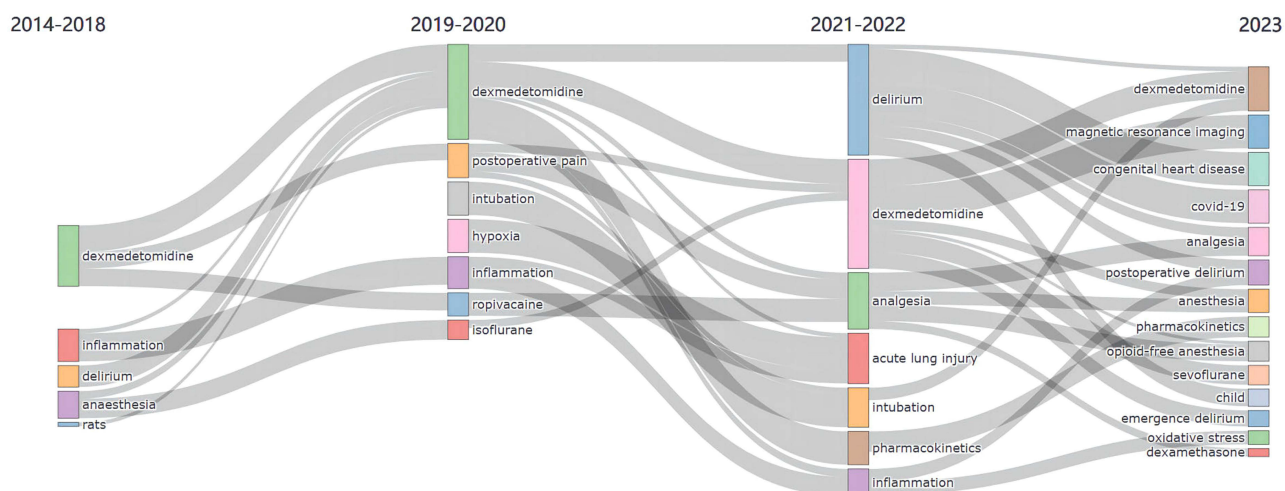 2014-2018
2019-2020
2021-2022
2023
dexmedetomidine
inflammation
delirium
anaesthesia
rats
dexmedetomidine
postoperative pain
intubation
hypoxia
inflammation
ropivacaine
isoflurane
delirium
dexmedetomidine
analgesia
acute lung injury
intubation
pharmacokinetics
inflammation
dexmedetomidine
magnetic resonance imaging
congenital heart disease
covid-19
analgesia
postoperative delirium
anesthesia
pharmacokinetics
opioid-free anesthesia
sevoflurane
child
emergence delirium
oxidative stress
dexamethasone